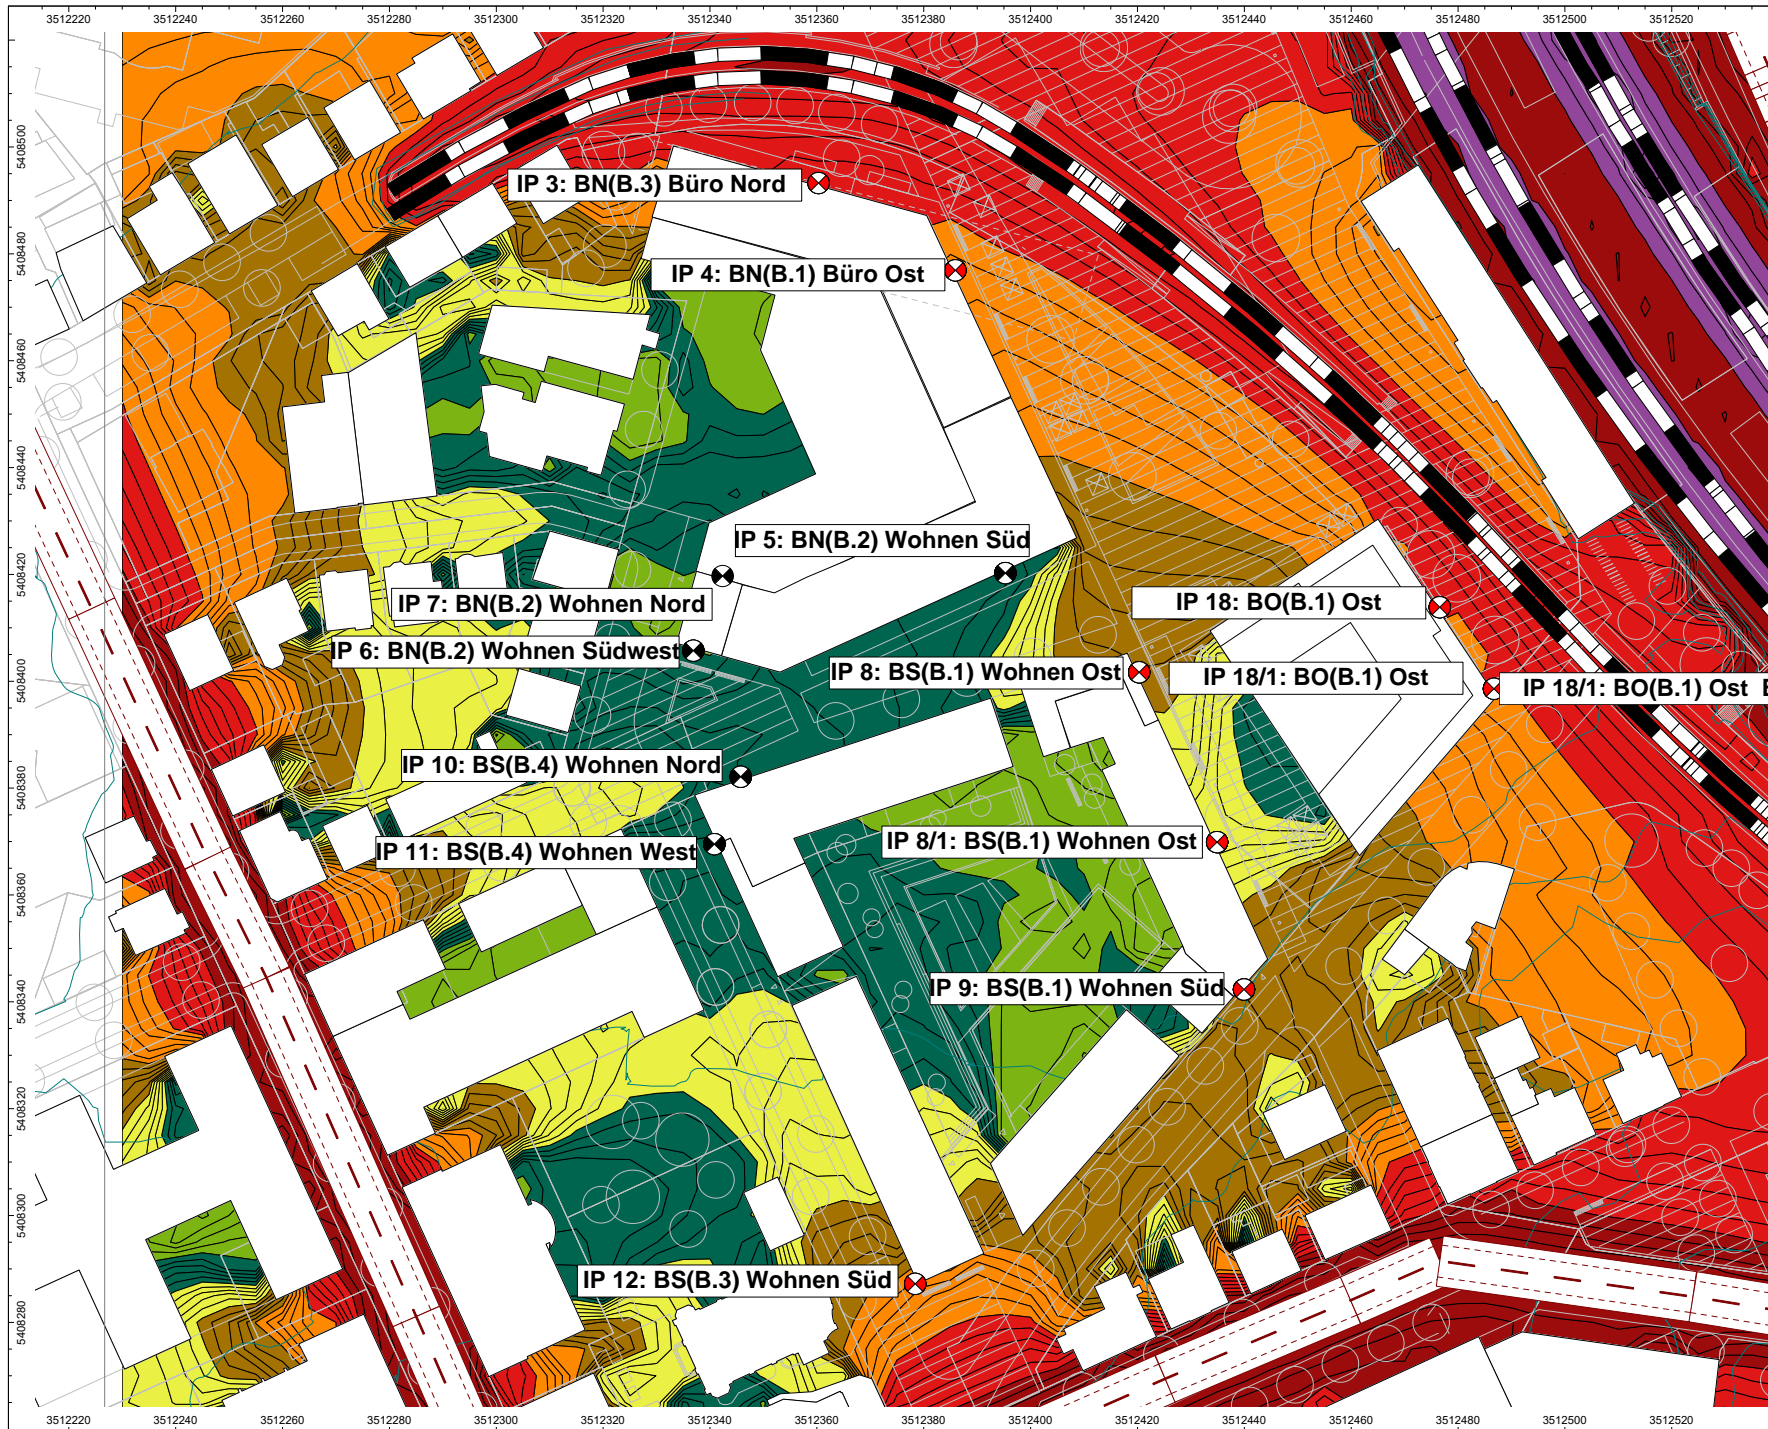 3512220 3512240 3512260 3512280 3512300 3512320 3512340 3512360 3512380 3512400 3512420 3512440 3512460 3512480 3512500 3512520
5408500
5408480
5408460
5408440
5408420
5408400
5408380
5408360
5408340
5408320
5408300
5408280
IP 3: BN(B.3) Büro Nord
IP 4: BN(B.1) Büro Ost
IP 5: BN(B.2) Wohnen Süd
IP 7: BN(B.2) Wohnen Nord
IP 18: BO(B.1) Ost
IP 6: BN(B.2) Wohnen Südwest
IP 8: BS(B.1) Wohnen Ost
IP 18/1: BO(B.1) Ost
IP 18/1: BO(B.1) Ost
IP 10: BS(B.4) Wohnen Nord
IP 8/1: BS(B.1) Wohnen Ost
IP 11: BS(B.4) Wohnen West
IP 9: BS(B.1) Wohnen Süd
IP 12: BS(B.3) Wohnen Süd
3512220 3512240 3512260 3512280 3512300 3512320 3512340 3512360 3512380 3512400 3512420 3512440 3512460 3512480 3512500 3512520